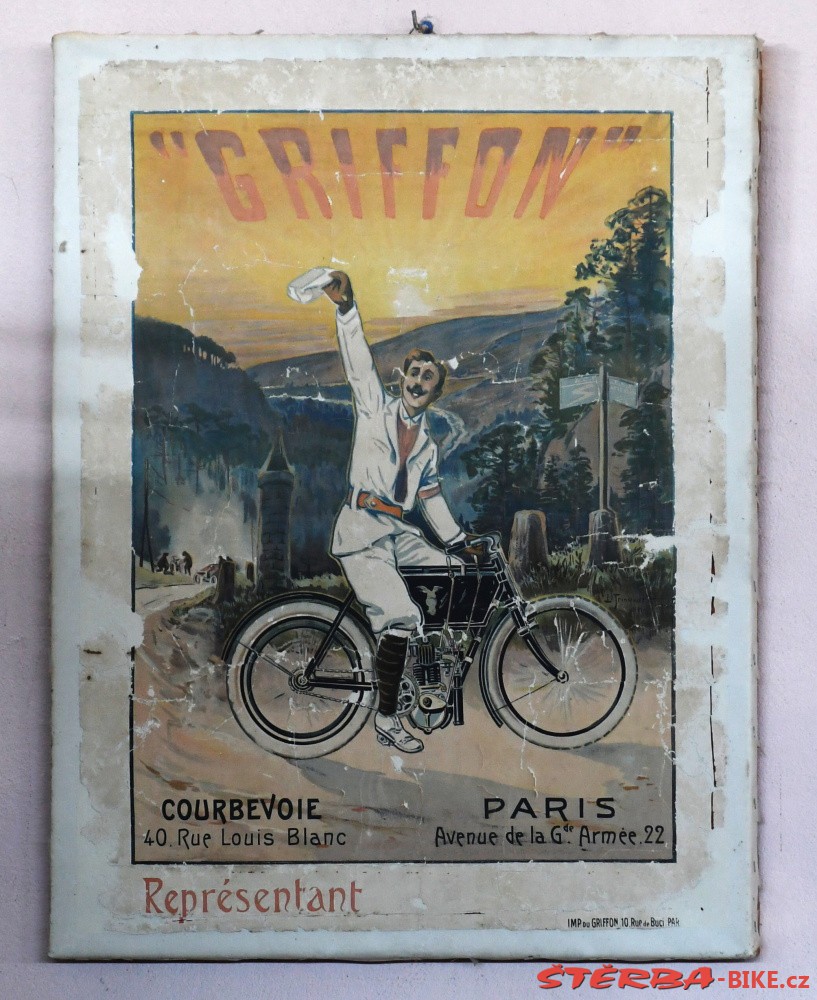 "GRIFFON"
COURBEVOIE
40. Rue Louis Blanc
PARIS
Avenue de la Gde Armée. 22
Représentant
IMP. DU GRIFFON, 10. Rue de Buci. PAR
ŠTĚRBA-BIKE.cz